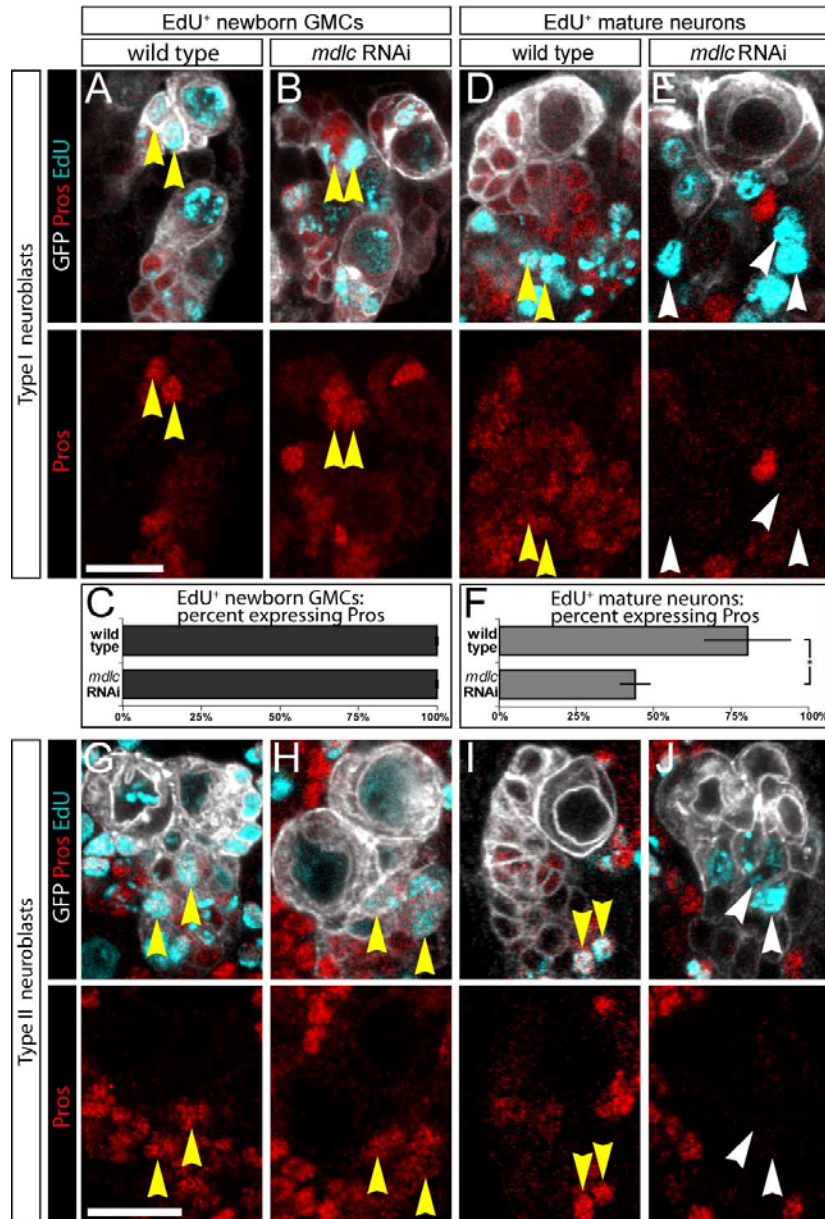 EdU⁺ newborn GMCs
EdU⁺ mature neurons
wild type
mdlc RNAi
wild type
mdlc RNAi
Type I neuroblasts
GFP Pros EdU
A
B
D
E
Pros
C
EdU⁺ newborn GMCs:
percent expressing Pros
wild
type
mdlc
RNAi
0%
25%
50%
75%
100%
F
EdU⁺ mature neurons:
percent expressing Pros
wild
type
mdlc
RNAi
*
0%
25%
50%
75%
100%
Type II neuroblasts
GFP Pros EdU
G
H
I
J
Pros